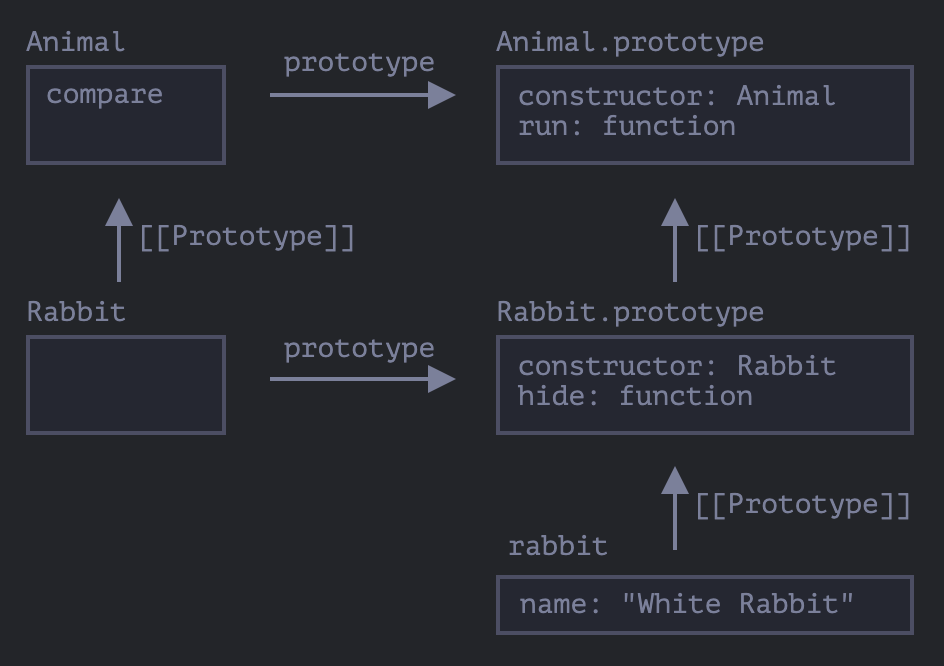 Animal
prototype
Animal.prototype
compare
constructor: Animal
run: function
[[Prototype]]
[[Prototype]]
Rabbit
prototype
Rabbit.prototype
constructor: Rabbit
hide: function
[[Prototype]]
rabbit
name: "White Rabbit"